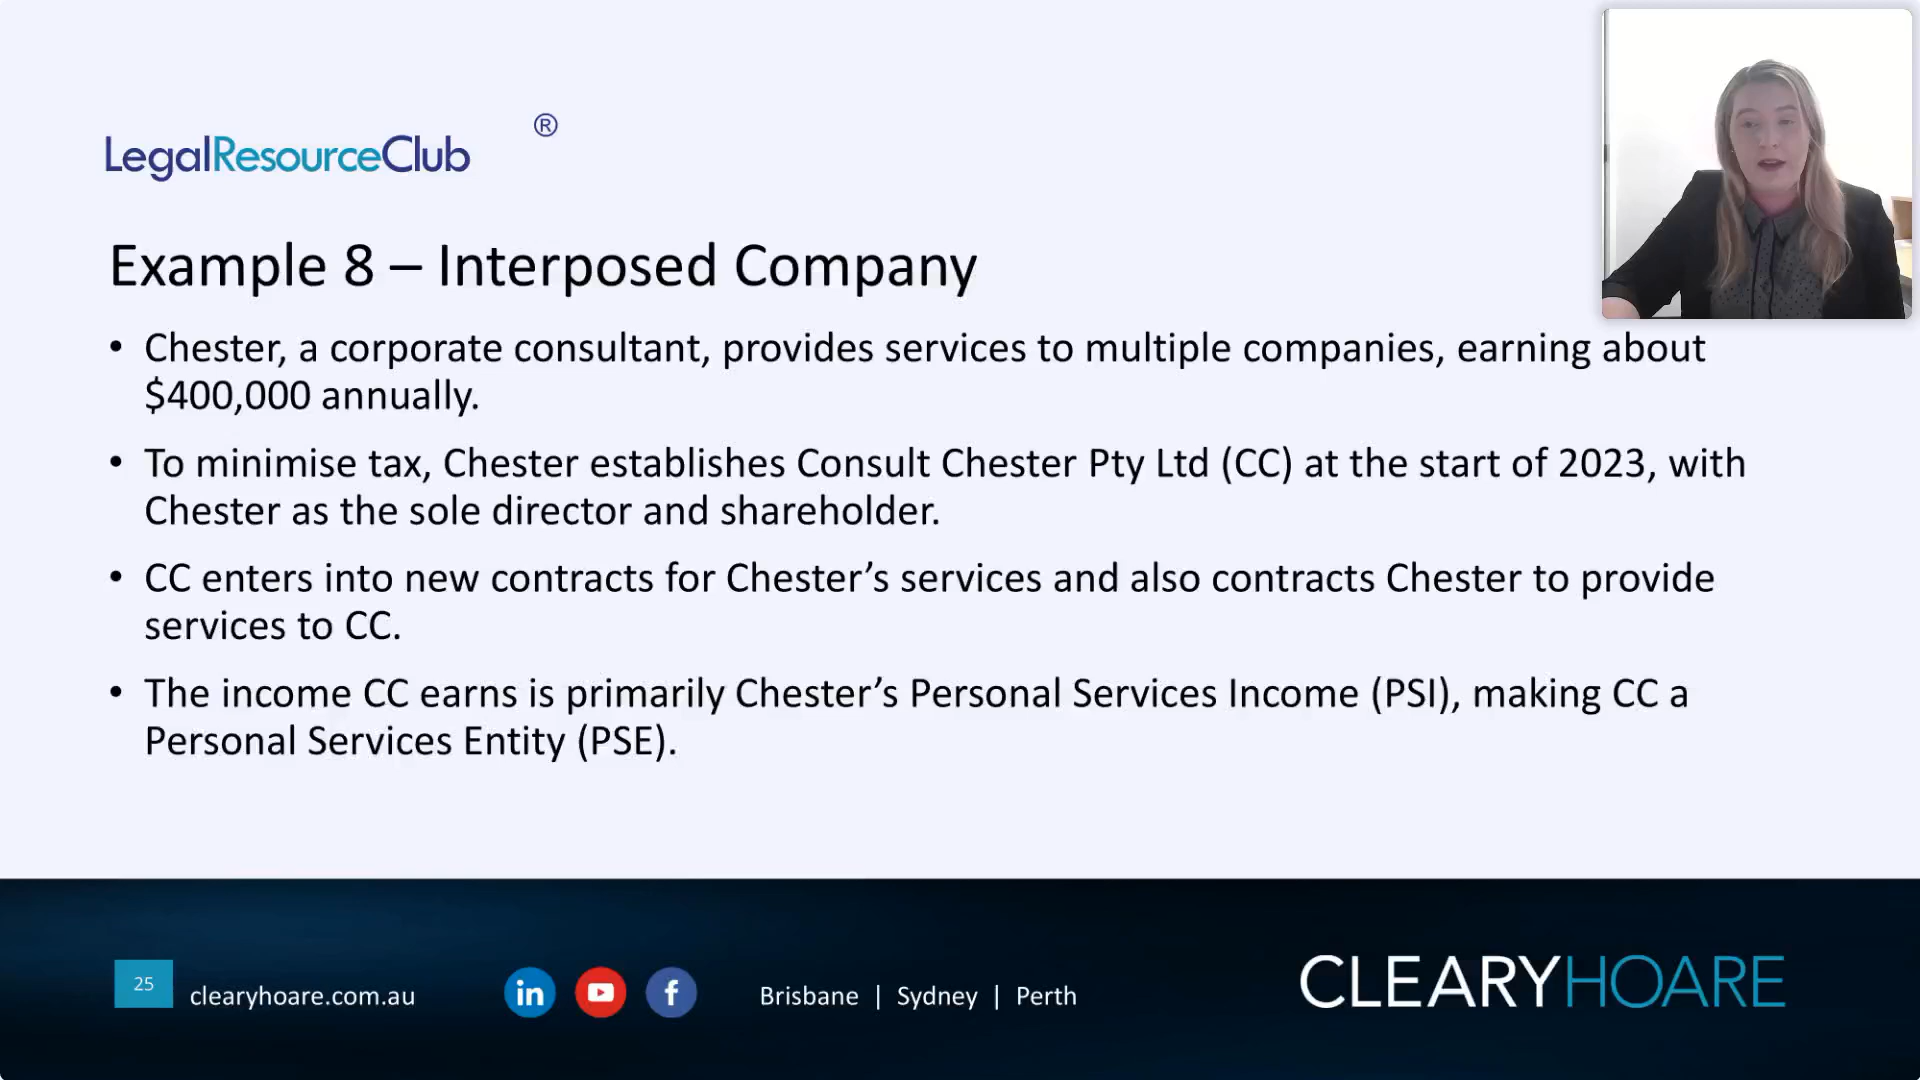 LegalResourceClub ®
Example 8 – Interposed Company
• Chester, a corporate consultant, provides services to multiple companies, earning about
$400,000 annually.
• To minimise tax, Chester establishes Consult Chester Pty Ltd (CC) at the start of 2023, with
Chester as the sole director and shareholder.
• CC enters into new contracts for Chester’s services and also contracts Chester to provide
services to CC.
• The income CC earns is primarily Chester’s Personal Services Income (PSI), making CC a
Personal Services Entity (PSE).
25
clearyhoare.com.au
in
f
Brisbane | Sydney | Perth
CLEARYHOARE